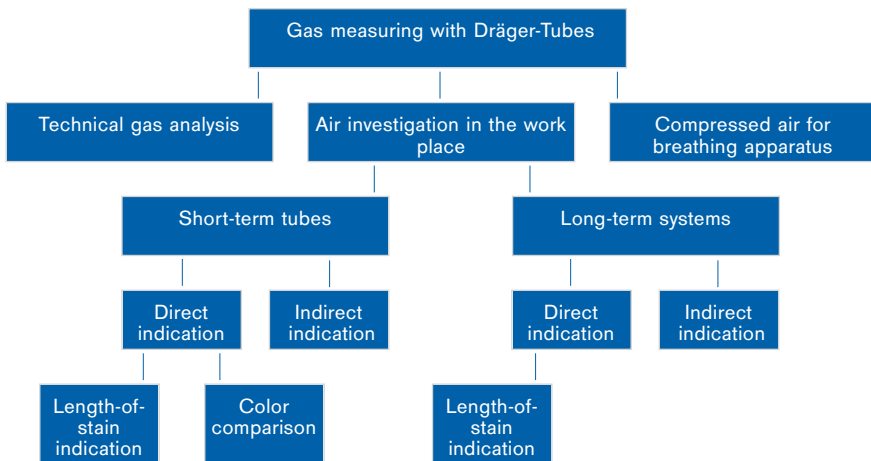 Gas measuring with Dräger-Tubes
Technical gas analysis
Air investigation in the work
place
Compressed air for
breathing apparatus
Short-term tubes
Long-term systems
Direct
indication
Indirect
indication
Direct
indication
Indirect
indication
Length-of-
stain
indication
Color
comparison
Length-of-
stain
indication